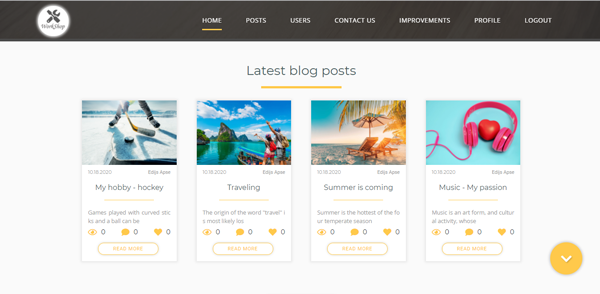 WorkShop
HOME POSTS USERS CONTACT US IMPROVEMENTS PROFILE LOGOUT
Latest blog posts
10.18.2020 Edijs Apse
My hobby - hockey
Games played with curved stic
ks and a ball can be
0 0 0
READ MORE
10.18.2020 Edijs Apse
Traveling
The origin of the word "travel" i
s most likely los
0 0 0
READ MORE
10.18.2020 Edijs Apse
Summer is coming
Summer is the hottest of the fo
ur temperate season
0 0 0
READ MORE
10.18.2020 Edijs Apse
Music - My passion
Music is an art form, and cultur
al activity, whose
0 0 0
READ MORE